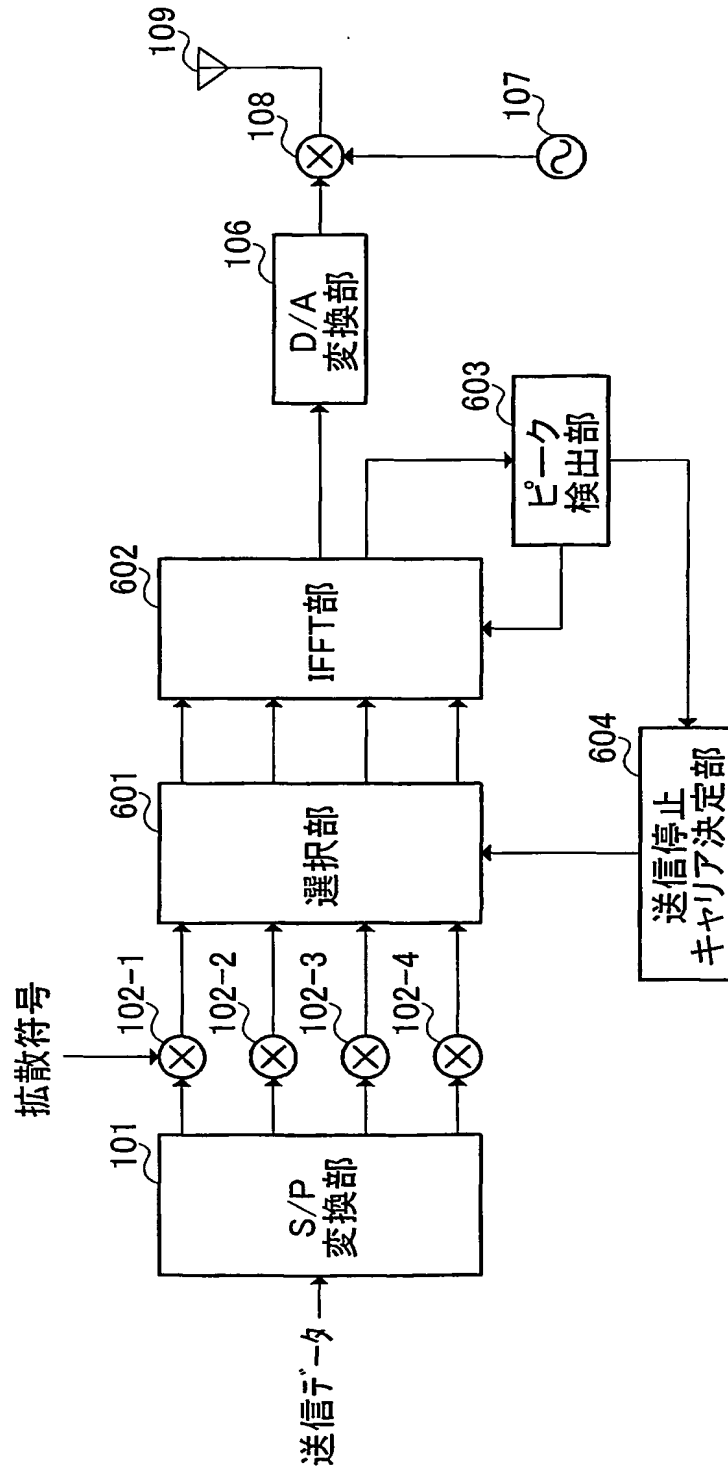 送信データ
101
S/P
変換部
拡散符号
102-1
102-2
102-3
102-4
601
選択部
602
IFFT部
106
D/A
変換部
108
109
107
603
ピーク
検出部
604
送信停止
キャリア決定部